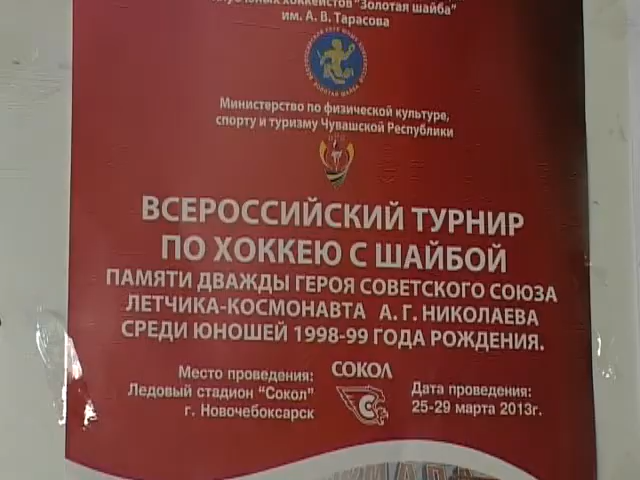 хоккеистов "Золотая шайба"
им. А. В. Тарасова
Министерство по физической культуре,
спорту и туризму Чувашской Республики
ВСЕРОССИЙСКИЙ ТУРНИР
ПО ХОККЕЮ С ШАЙБОЙ
ПАМЯТИ ДВАЖДЫ ГЕРОЯ СОВЕТСКОГО СОЮЗА
ЛЕТЧИКА-КОСМОНАВТА А. Г. НИКОЛАЕВА
СРЕДИ ЮНОШЕЙ 1998-99 ГОДА РОЖДЕНИЯ.
Место проведения:
Ледовый стадион "Сокол"
г. Новочебоксарск
СОКОЛ
Дата проведения:
25-29 марта 2013г.